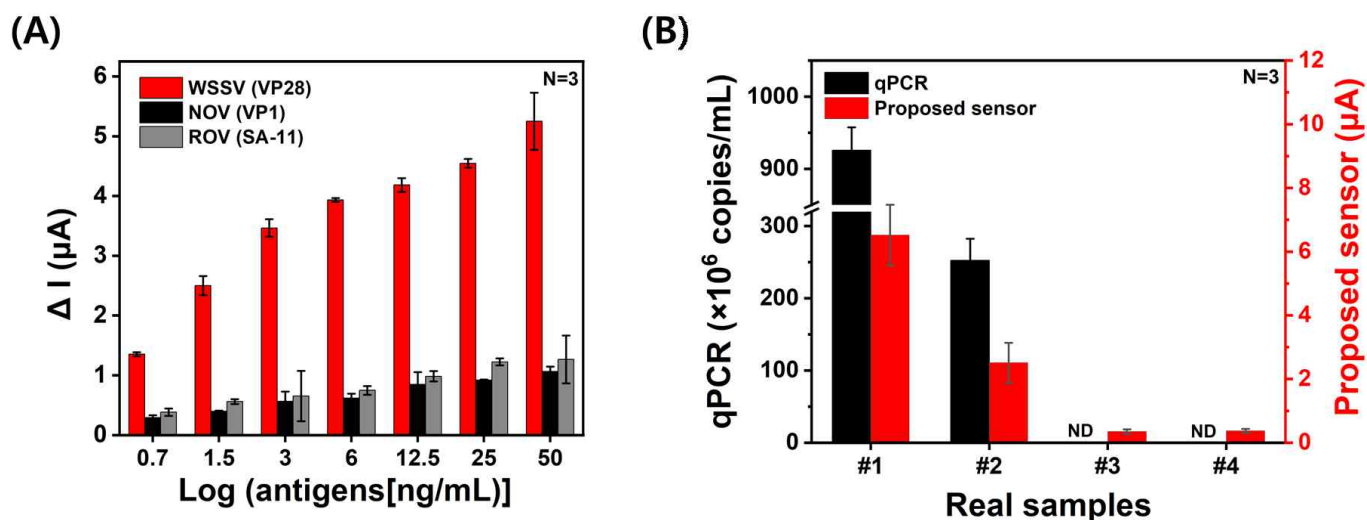 (A)
6
5
4
3
2
1
0
Δ I (μA)
WSSV (VP28)
NOV (VP1)
ROV (SA-11)
N=3
0.7 1.5 3 6 12.5 25 50
Log (antigens[ng/mL])
(B)
1000
900
300
200
100
0
qPCR (×10⁶ copies/mL)
qPCR
Proposed sensor
N=3
ND ND
#1 #2 #3 #4
Real samples
12
10
8
6
4
2
0
Proposed sensor (μA)